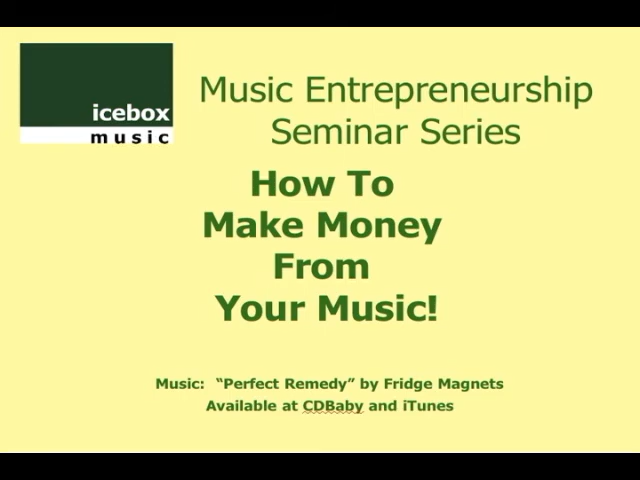 icebox
music
Music Entrepreneurship
Seminar Series
How To
Make Money
From
Your Music!
Music: “Perfect Remedy” by Fridge Magnets
Available at CDBaby and iTunes